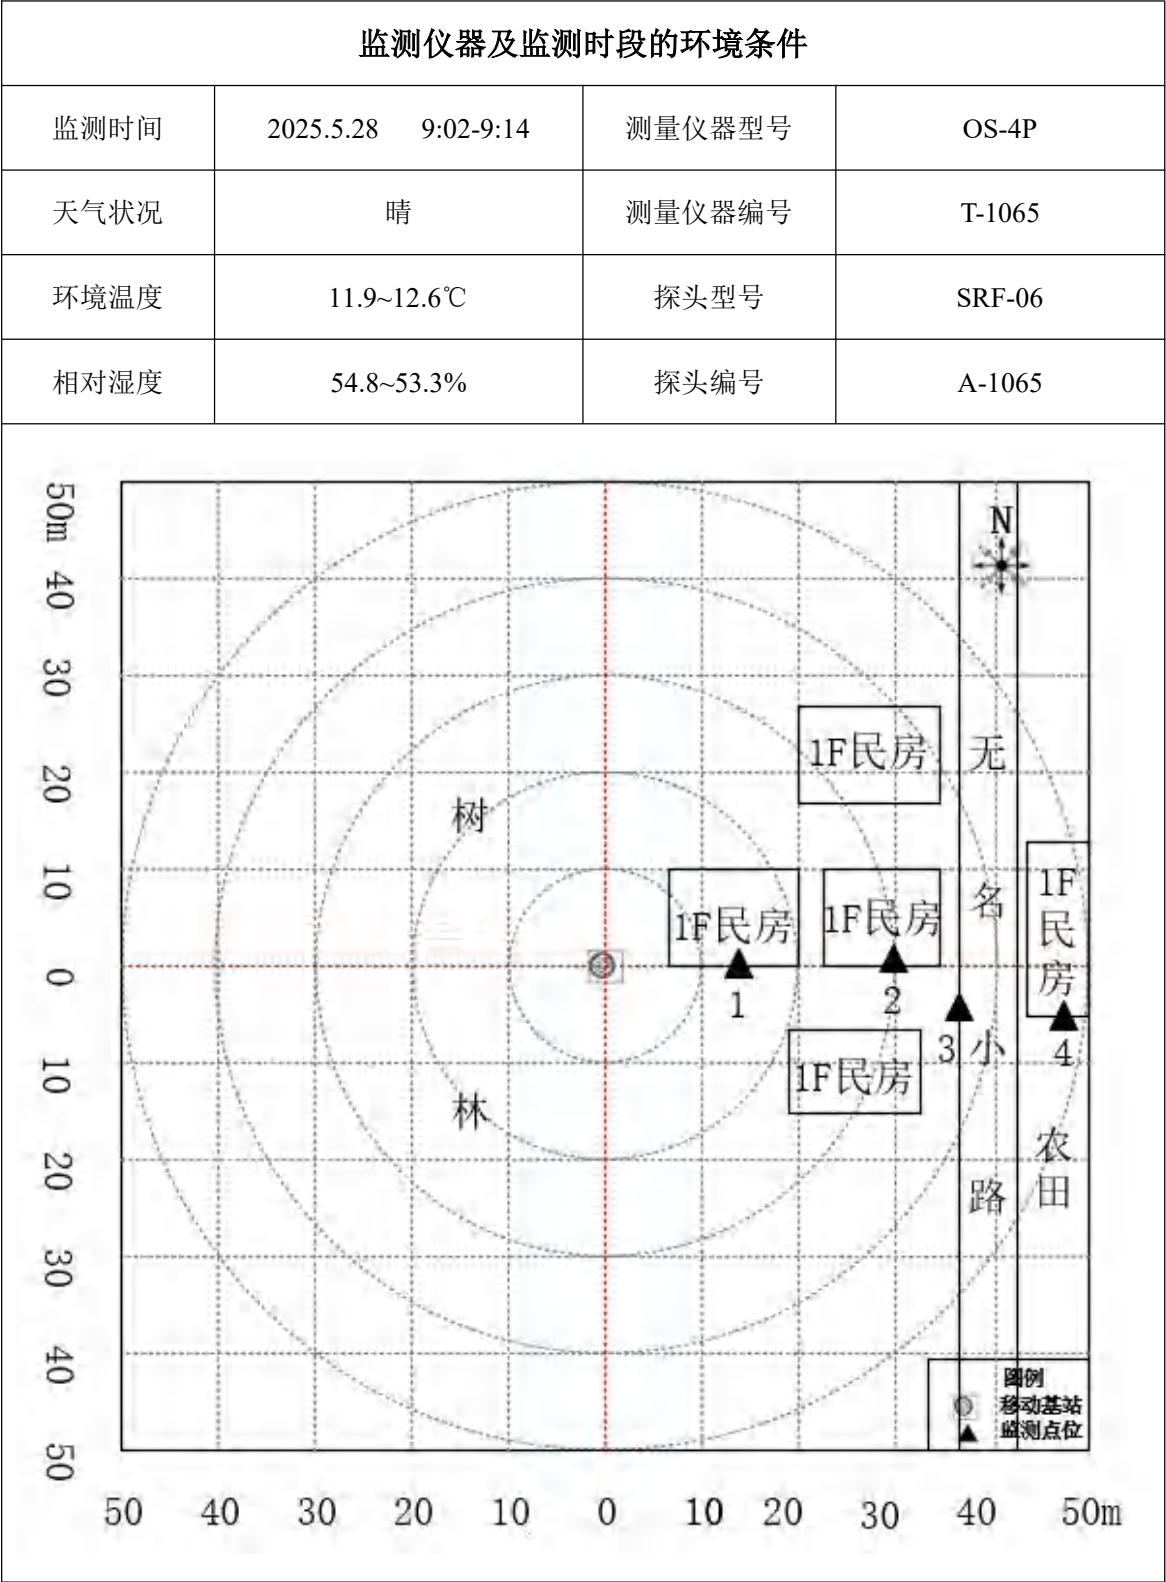 监测仪器及监测时段的环境条件
监测时间 2025.5.28 9:02-9:14 测量仪器型号 OS-4P
天气状况 晴 测量仪器编号 T-1065
环境温度 11.9~12.6℃ 探头型号 SRF-06
相对湿度 54.8~53.3% 探头编号 A-1065
50m
40
30
20
10
0
10
20
30
40
50
N
1F民房
无
树
1F民房
1F民房
名
1F
民
房
1
2
3
小
4
1F民房
林
农
田
路
图例
移动基站
监测点位
50 40 30 20 10 0 10 20 30 40 50m